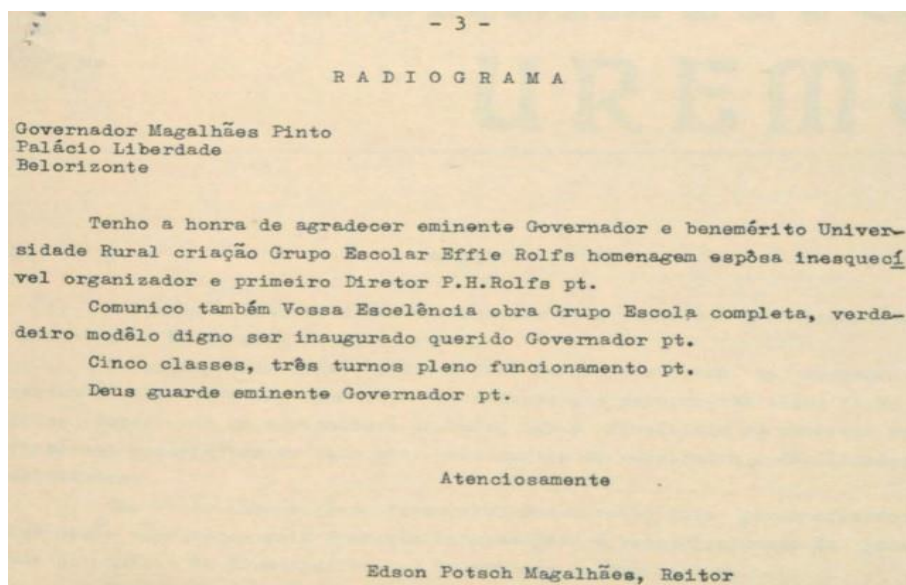 - 3 -
R A D I O G R A M A
Governador Magalhães Pinto
Palácio Liberdade
Belorizonte
Tenho a honra de agradecer eminente Governador e benemérito Univer-
sidade Rural criação Grupo Escolar Effie Rolfs homenagem espôsa inesquecí
vel organizador e primeiro Diretor P.H.Rolfs pt.
Comunico também Vossa Escelência obra Grupo Escola completa, verda-
deiro modêlo digno ser inaugurado querido Governador pt.
Cinco classes, três turnos pleno funcionamento pt.
Deus guarde eminente Governador pt.
Atenciosamente
Edson Potsch Magalhães, Reitor